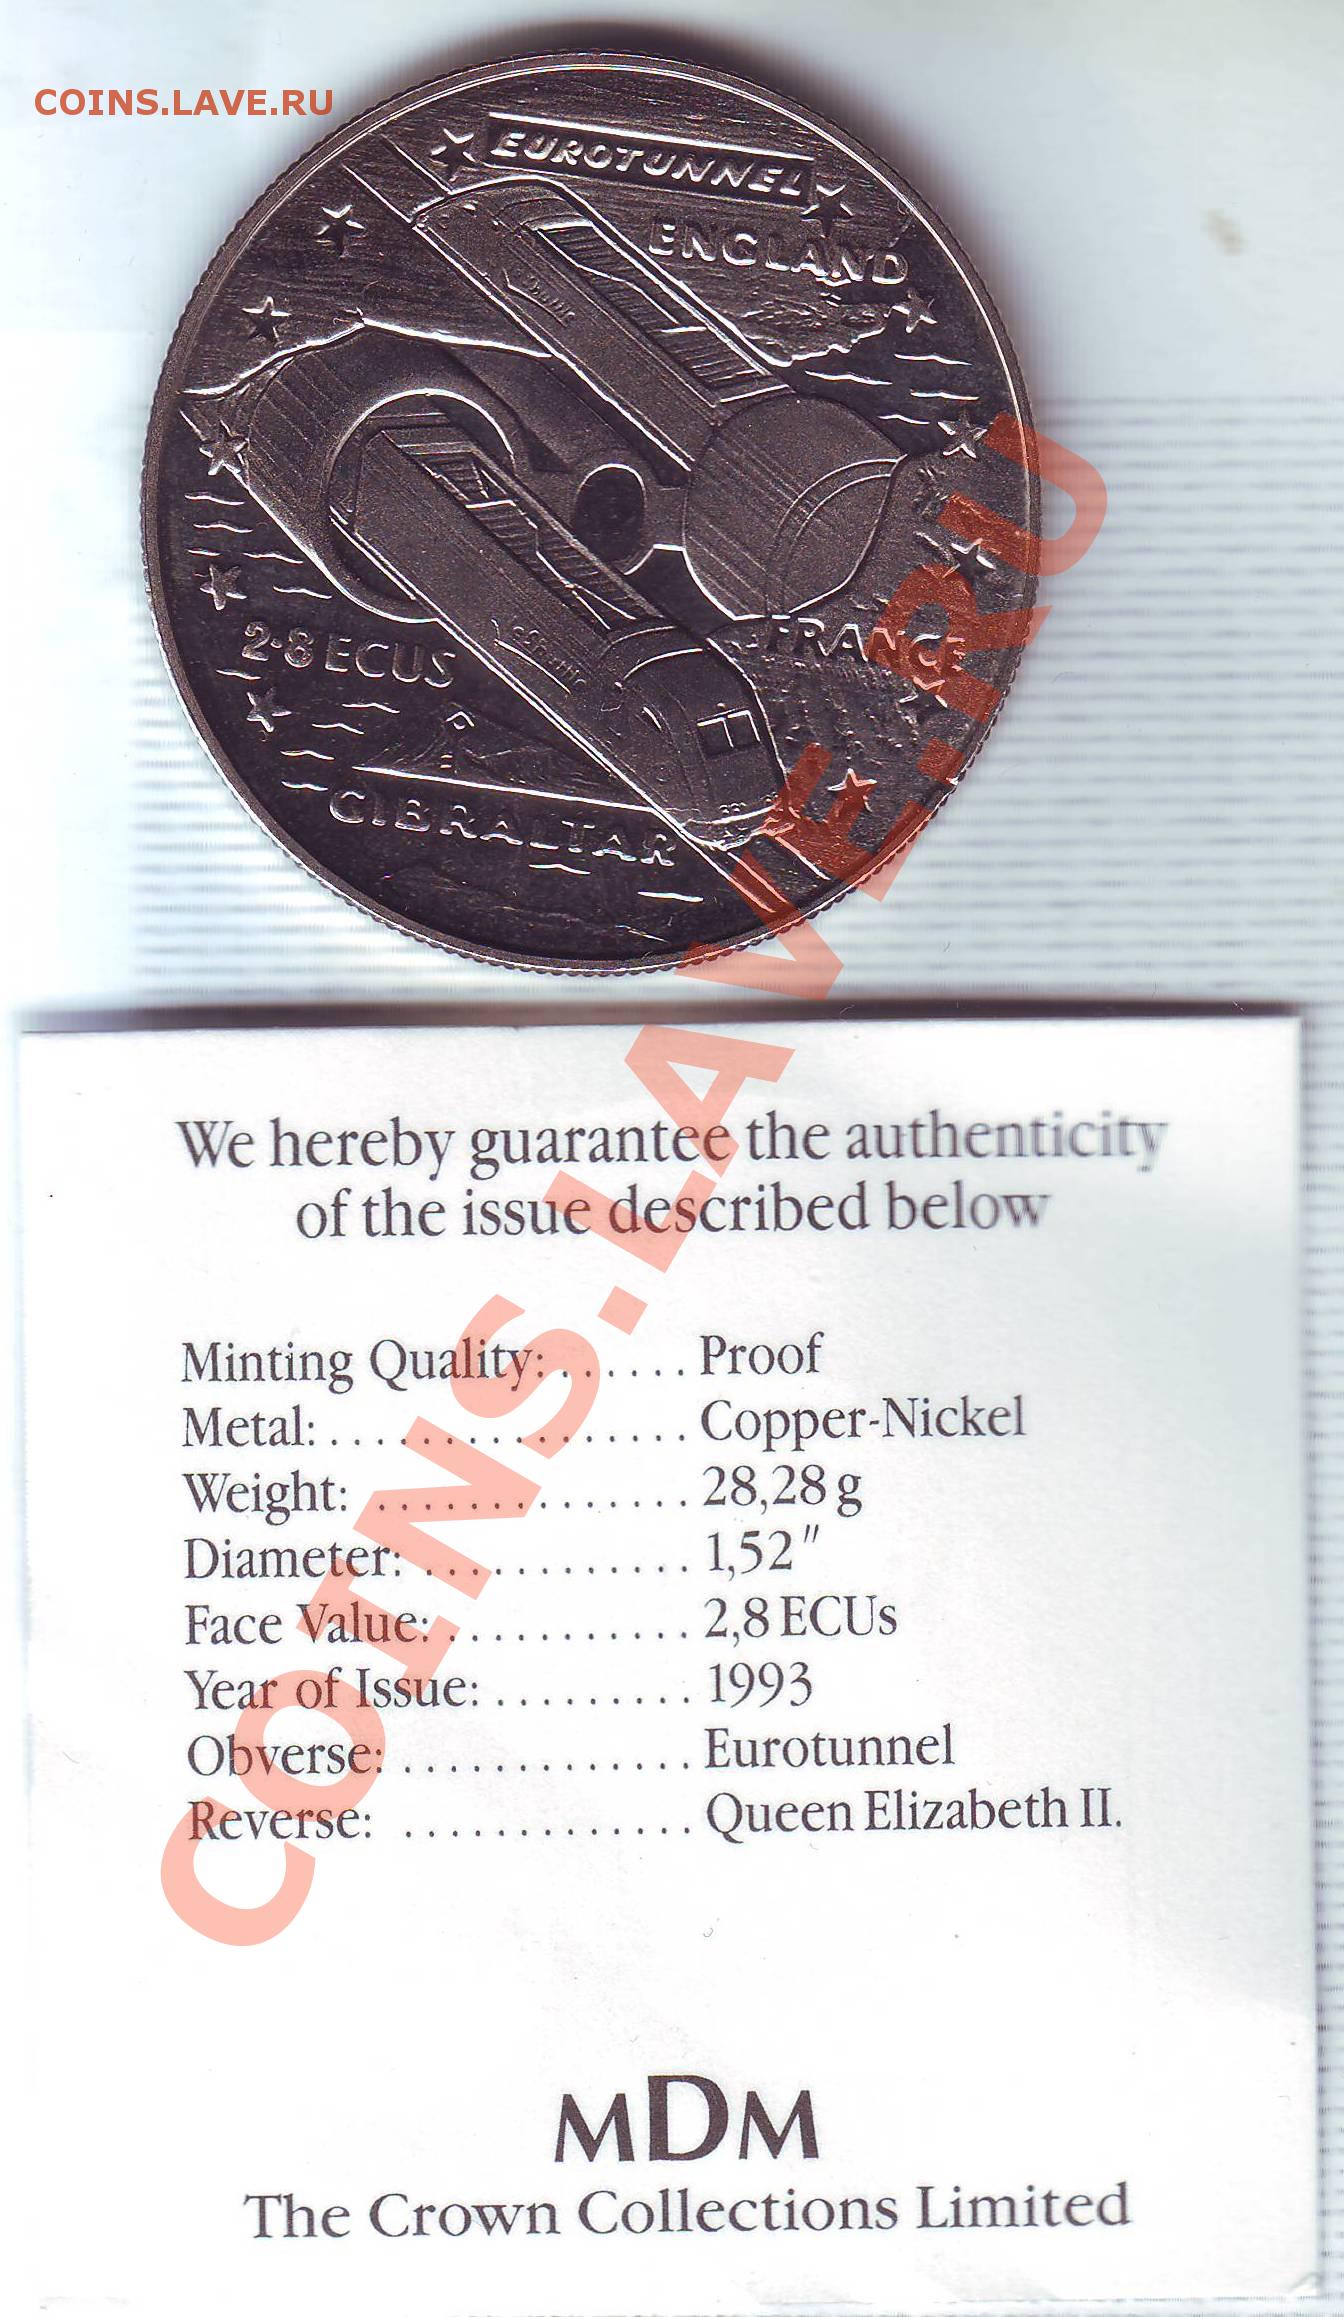 COINS.LAVE.RU
EUROTUNNEL
ENGLAND
FRANCE
2·8 ECUS
GIBRALTAR
COINS.LAVE.RU
We hereby guarantee the authenticity
of the issue described below
Minting Quality: . . . . . . . Proof
Metal: . . . . . . . . . . . . . . . . Copper-Nickel
Weight: . . . . . . . . . . . . . . 28,28 g
Diameter: . . . . . . . . . . . . 1,52"
Face Value: . . . . . . . . . . . 2,8 ECUs
Year of Issue: . . . . . . . . . 1993
Obverse: . . . . . . . . . . . . . Eurotunnel
Reverse: . . . . . . . . . . . . . Queen Elizabeth II.
MDM
The Crown Collections Limited